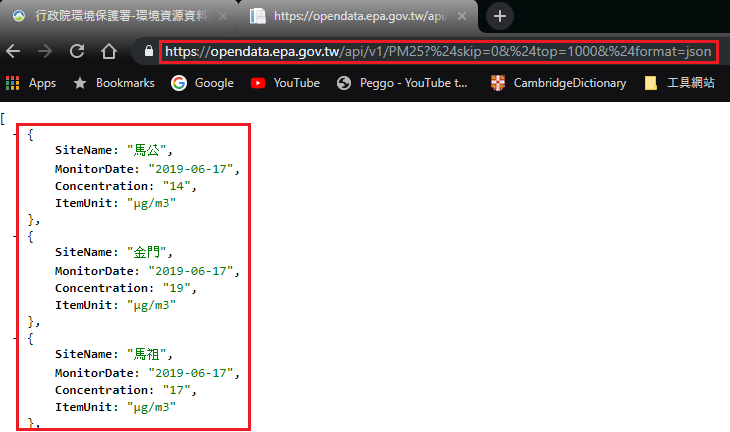 行政院環境保護署-環境資源資料
https://opendata.epa.gov.tw/api/
https://opendata.epa.gov.tw/api/v1/PM25?%24skip=0&%24top=1000&%24format=json
Apps Bookmarks Google YouTube Peggo - YouTube t... CambridgeDictionary 工具網站
[
- {
SiteName: "馬公",
MonitorDate: "2019-06-17",
Concentration: "14",
ItemUnit: "μg/m3"
},
- {
SiteName: "金門",
MonitorDate: "2019-06-17",
Concentration: "19",
ItemUnit: "μg/m3"
},
- {
SiteName: "馬祖",
MonitorDate: "2019-06-17",
Concentration: "17",
ItemUnit: "μg/m3"
},